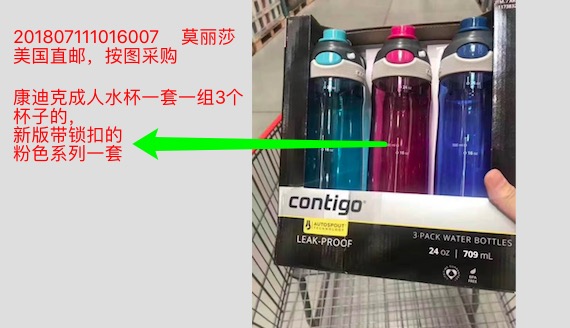 201807111016007 莫丽莎
美国直邮，按图采购
康迪克成人水杯一套一组3个
杯子的，
新版带锁扣的
粉色系列一套
contigo®
AUTOSPOUT
LEAK-PROOF
3-PACK WATER BOTTLES
24 oz | 709 mL
BPA
FREE